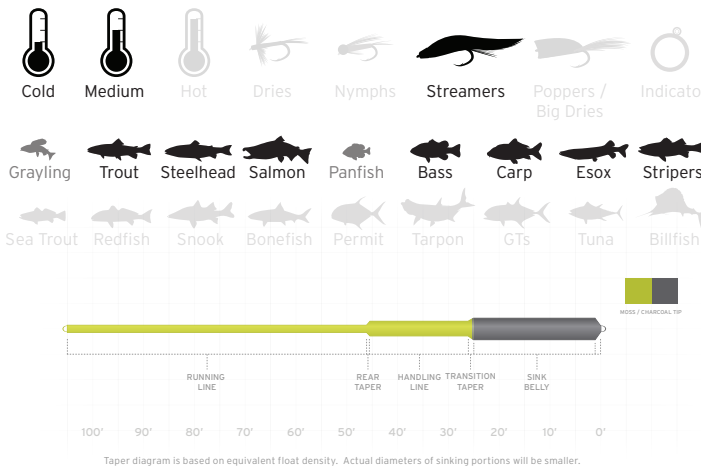 Cold Medium Hot Dries Nymphs Streamers Poppers / Indicato
Big Dries
Grayling Trout Steelhead Salmon Panfish Bass Carp Esox Stripers
Sea Trout Redfish Snook Bonefish Permit Tarpon GTs Tuna Billfish
MOSS / CHARCOAL TIP
RUNNING REAR HANDLING TRANSITION SINK
LINE TAPER LINE TAPER BELLY
100' 90' 80' 70' 60' 50' 40' 30' 20' 10' 0'
Taper diagram is based on equivalent float density. Actual diameters of sinking portions will be smaller.